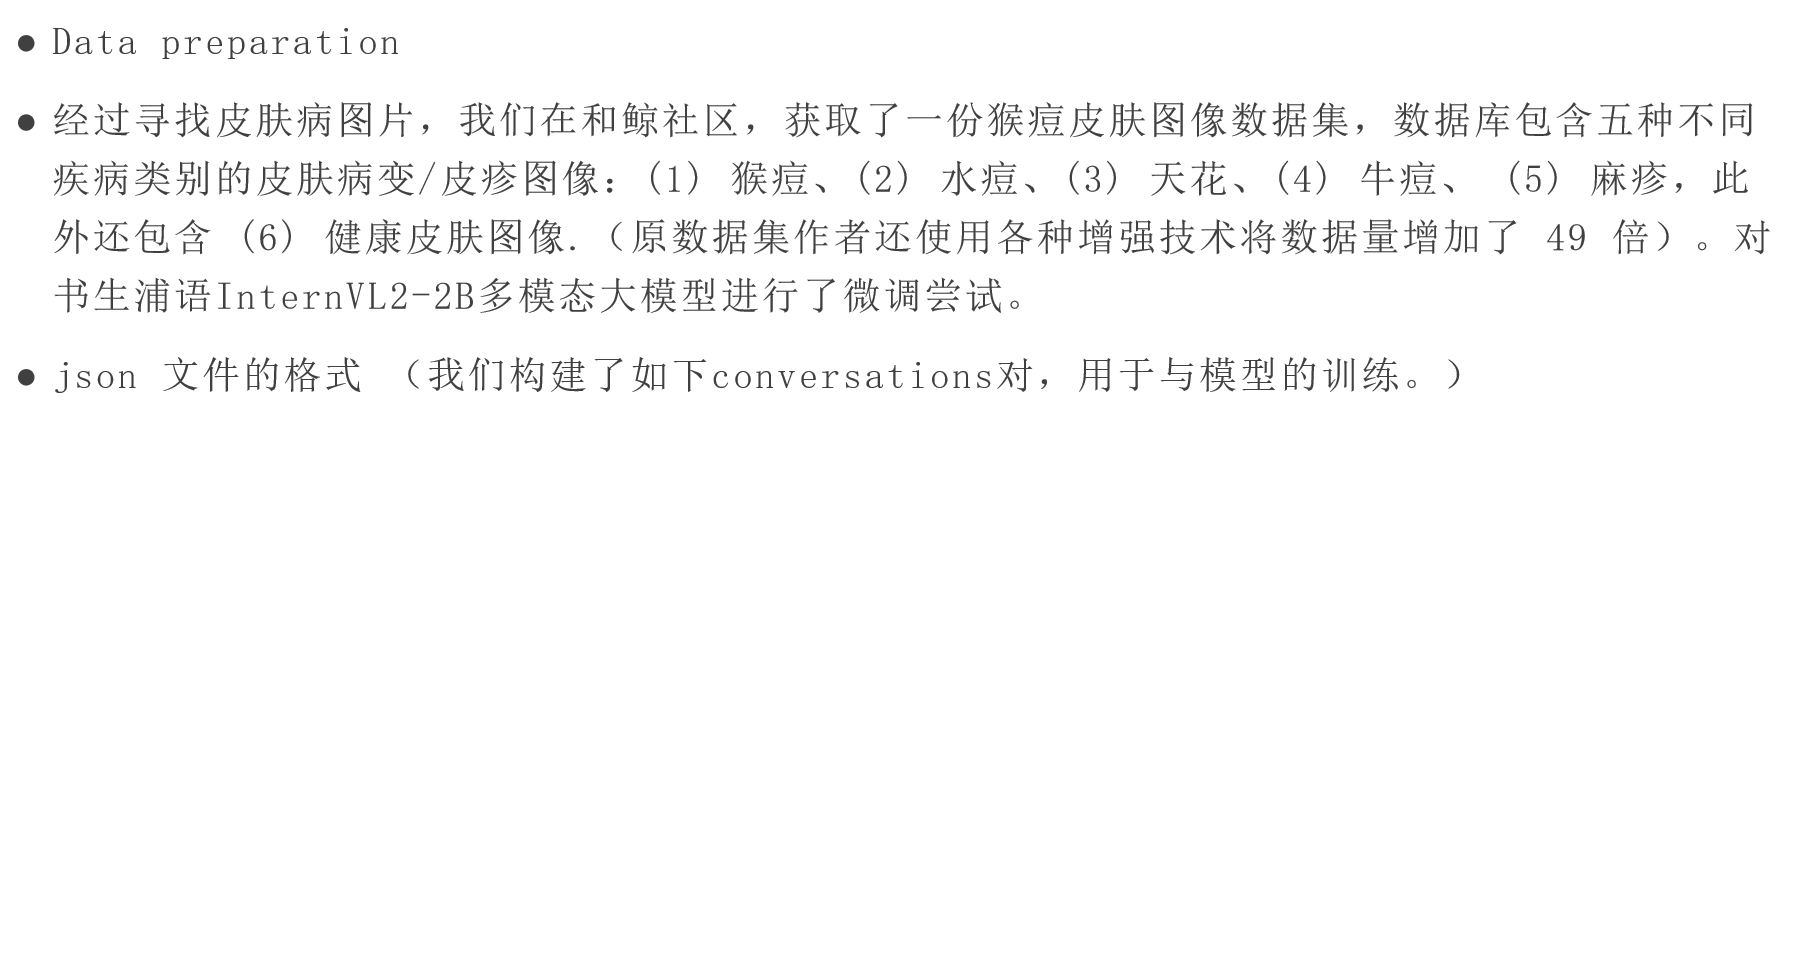 ● Data preparation
● 经过寻找皮肤病图片，我们在和鲸社区，获取了一份猴痘皮肤图像数据集，数据库包含五种不同
疾病类别的皮肤病变/皮疹图像：(1) 猴痘、(2) 水痘、(3) 天花、(4) 牛痘、 (5) 麻疹，此
外还包含 (6) 健康皮肤图像.（原数据集作者还使用各种增强技术将数据量增加了 49 倍）。对
书生浦语InternVL2-2B多模态大模型进行了微调尝试。
● json 文件的格式 （我们构建了如下conversations对，用于与模型的训练。）